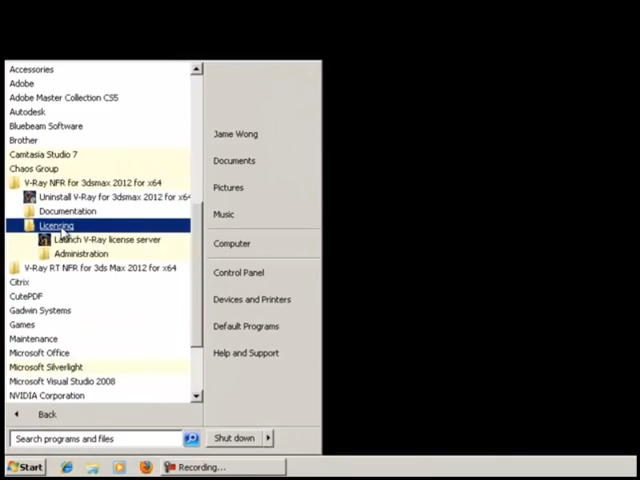 Accessories
Adobe
Adobe Master Collection CS5
Autodesk
Bluebeam Software
Brother
Camtasia Studio 7
Chaos Group
V-Ray NFR for 3dsmax 2012 for x64
Uninstall V-Ray for 3dsmax 2012 for x64
Documentation
Licensing
Launch V-Ray license server
Administration
V-Ray RT NFR for 3ds Max 2012 for x64
Citrix
CutePDF
Gadwin Systems
Games
Maintenance
Microsoft Office
Microsoft Silverlight
Microsoft Visual Studio 2008
NVIDIA Corporation
Back
Search programs and files
Jame Wong
Documents
Pictures
Music
Computer
Control Panel
Devices and Printers
Default Programs
Help and Support
Shut down
Start
Recording...